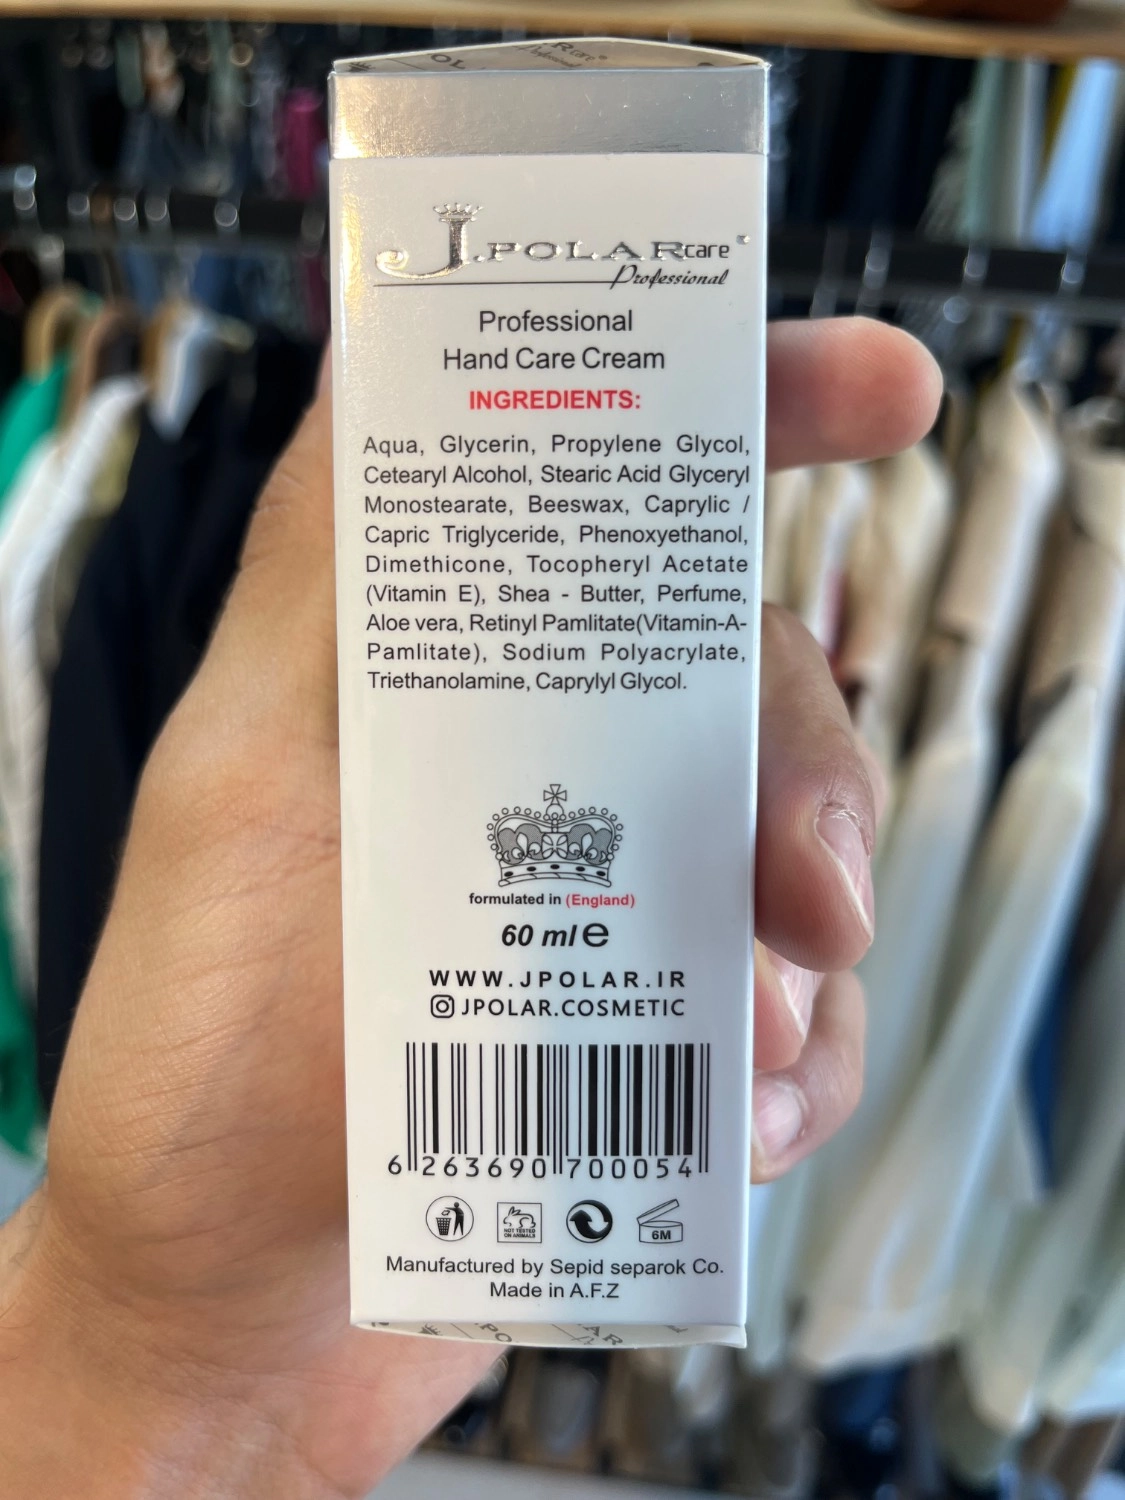 J.POLAR care
Professional
Professional
Hand Care Cream
INGREDIENTS:
Aqua, Glycerin, Propylene Glycol,
Cetearyl Alcohol, Stearic Acid Glyceryl
Monostearate, Beeswax, Caprylic /
Capric Triglyceride, Phenoxyethanol,
Dimethicone, Tocopheryl Acetate
(Vitamin E), Shea - Butter, Perfume,
Aloe vera, Retinyl Pamlitate(Vitamin-A-
Pamlitate), Sodium Polyacrylate,
Triethanolamine, Caprylyl Glycol.
formulated in (England)
60 ml e
WWW.JPOLAR.IR
JPOLAR.COSMETIC
6 263690 700054
NOT TESTED
ON ANIMALS
6M
Manufactured by Sepid separok Co.
Made in A.F.Z